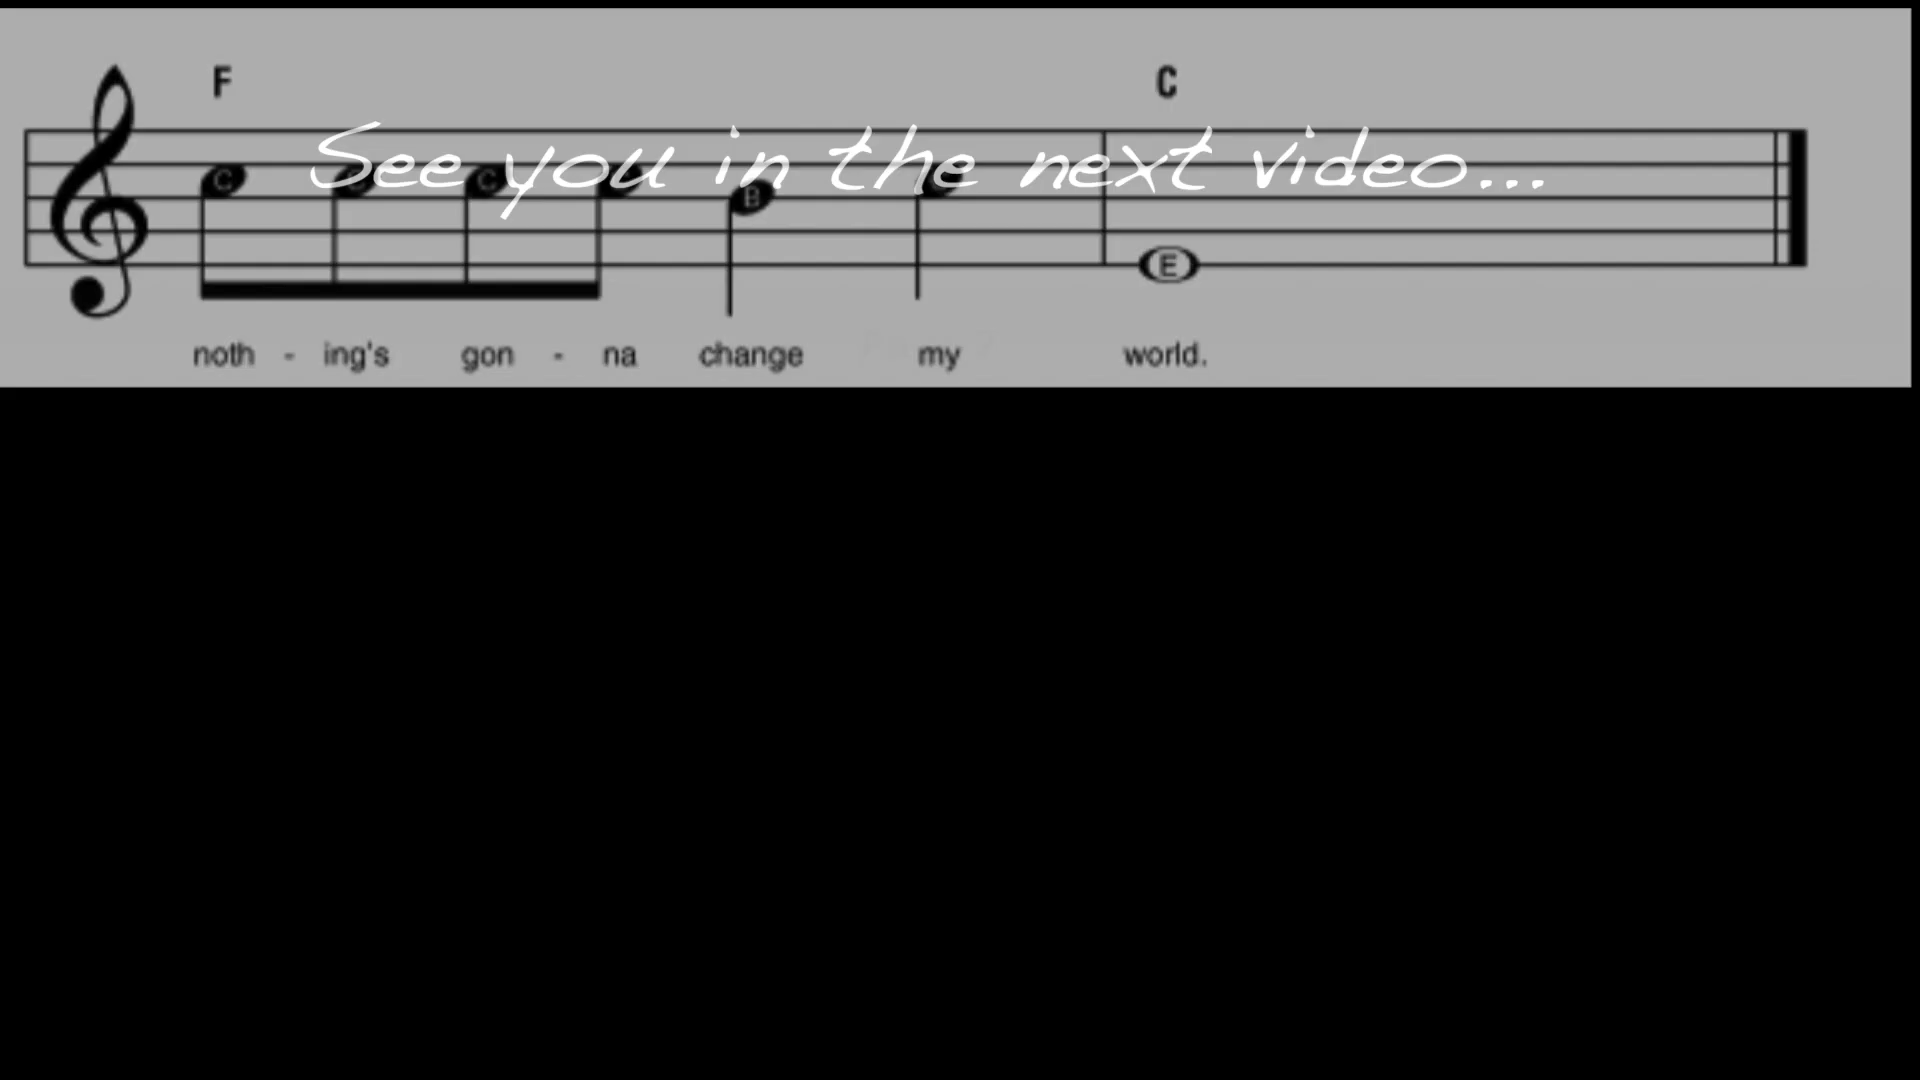 F C
See you in the next video...
C C C B
E
noth - ing's gon - na change my world.